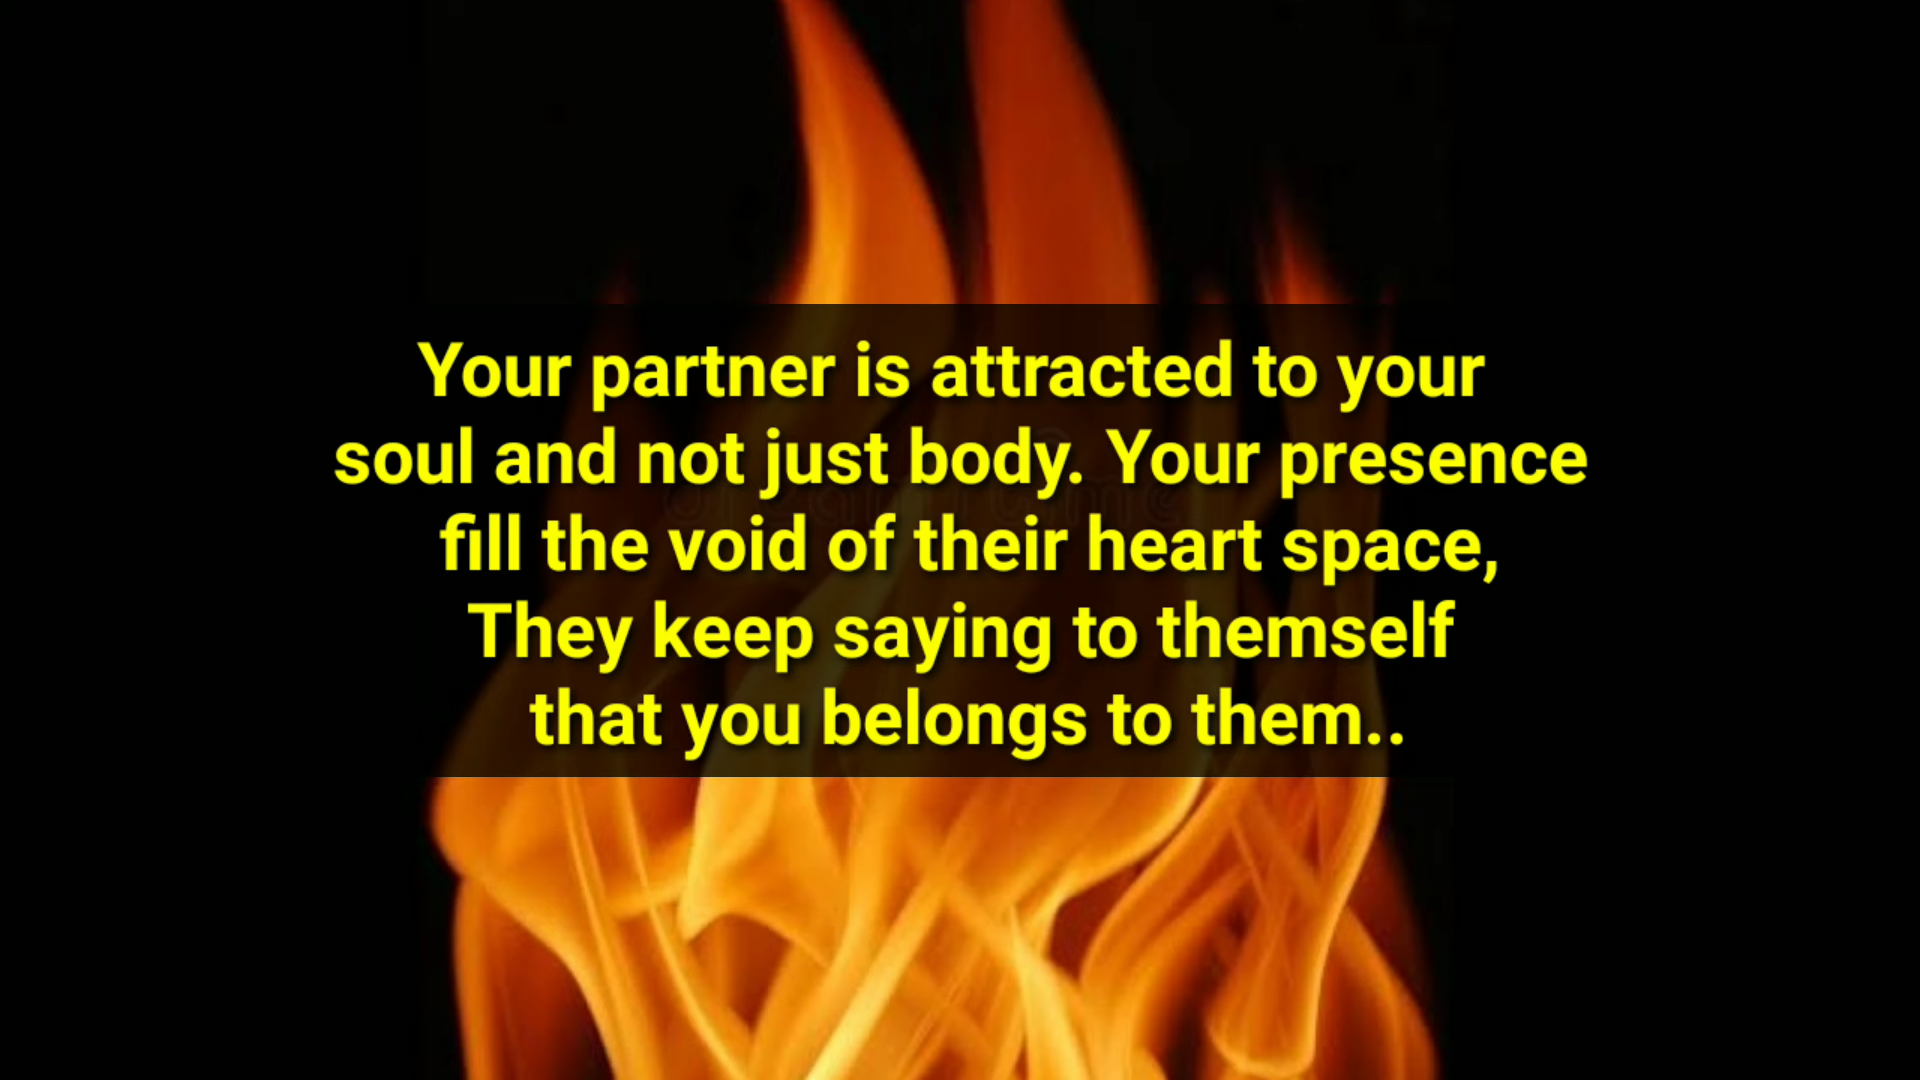 Your partner is attracted to your
soul and not just body. Your presence
fill the void of their heart space,
They keep saying to themself
that you belongs to them..